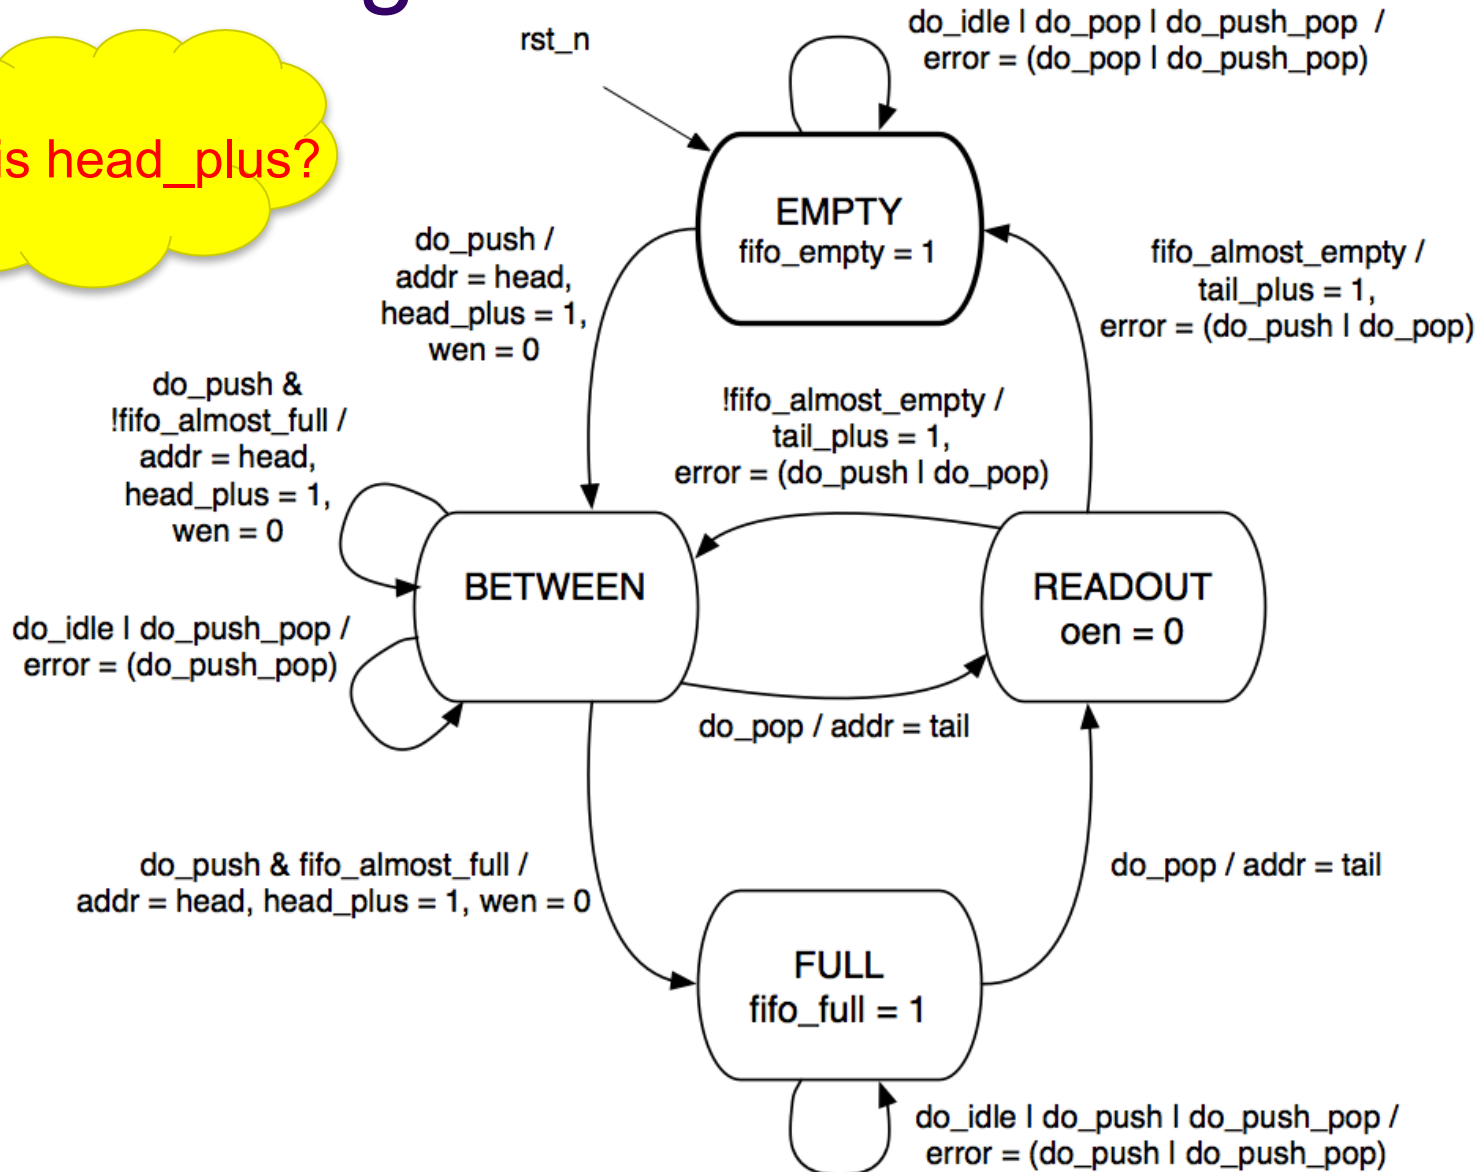 g
is head_plus?
rst_n
do_idle | do_pop | do_push_pop /
error = (do_pop | do_push_pop)
EMPTY
fifo_empty = 1
do_push /
addr = head,
head_plus = 1,
wen = 0
fifo_almost_empty /
tail_plus = 1,
error = (do_push | do_pop)
do_push &
!fifo_almost_full /
addr = head,
head_plus = 1,
wen = 0
!fifo_almost_empty /
tail_plus = 1,
error = (do_push | do_pop)
BETWEEN
READOUT
oen = 0
do_idle | do_push_pop /
error = (do_push_pop)
do_pop / addr = tail
do_push & fifo_almost_full /
addr = head, head_plus = 1, wen = 0
do_pop / addr = tail
FULL
fifo_full = 1
do_idle | do_push | do_push_pop /
error = (do_push | do_push_pop)